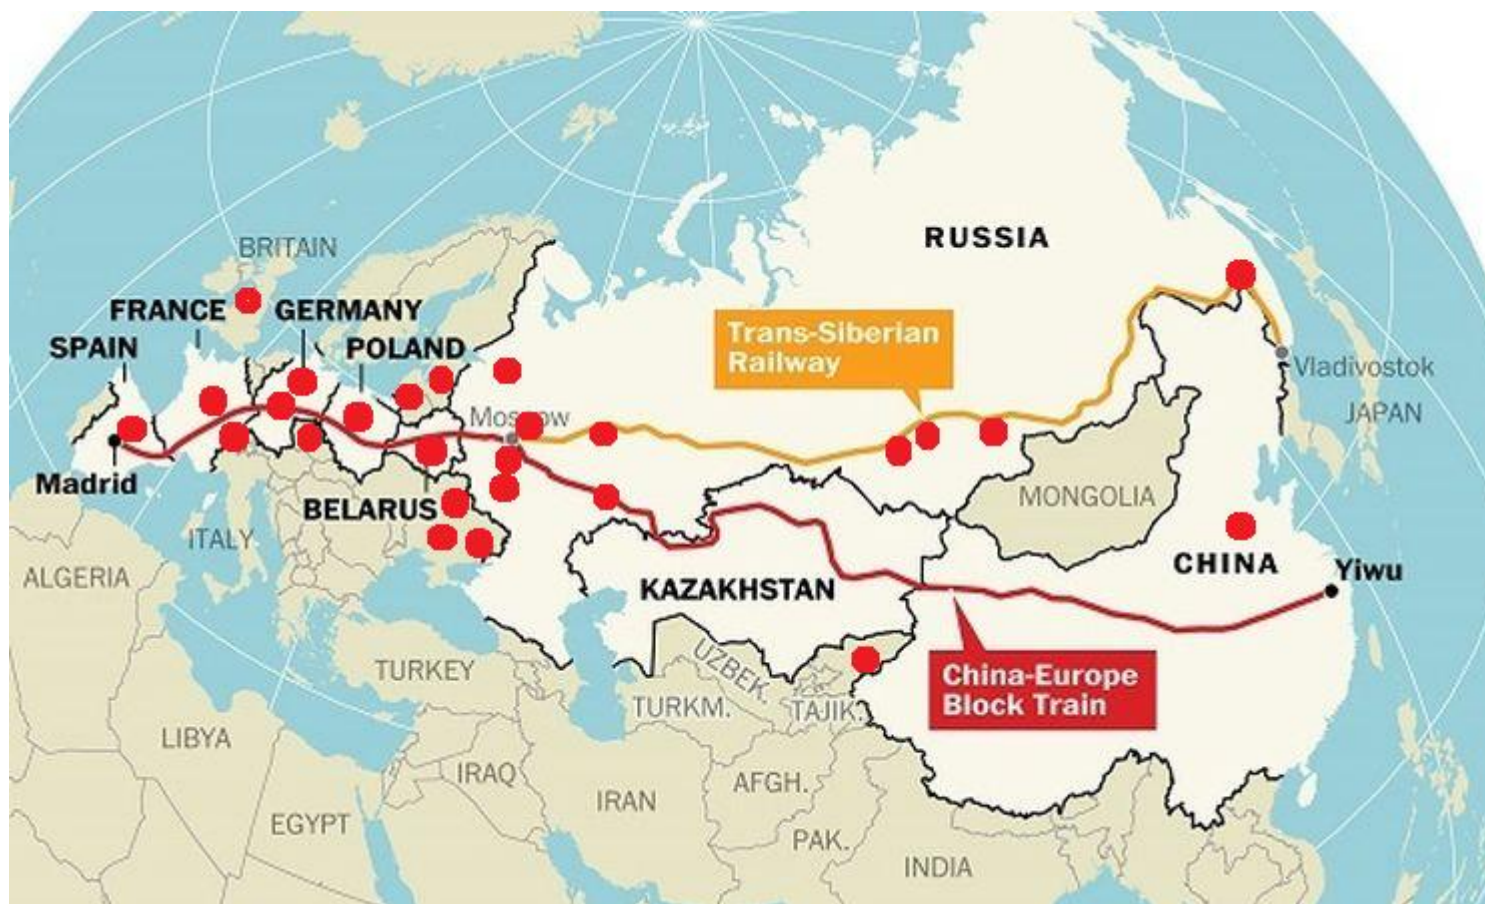 RUSSIA
BRITAIN
FRANCE
GERMANY
SPAIN
POLAND
Trans-Siberian
Railway
Vladivostok
JAPAN
Moscow
Madrid
MONGOLIA
BELARUS
ITALY
CHINA
Yiwu
ALGERIA
KAZAKHSTAN
TURKEY
UZBEK.
China-Europe
Block Train
TURKM.
TAJIK.
LIBYA
IRAQ
AFGH.
IRAN
EGYPT
PAK.
INDIA